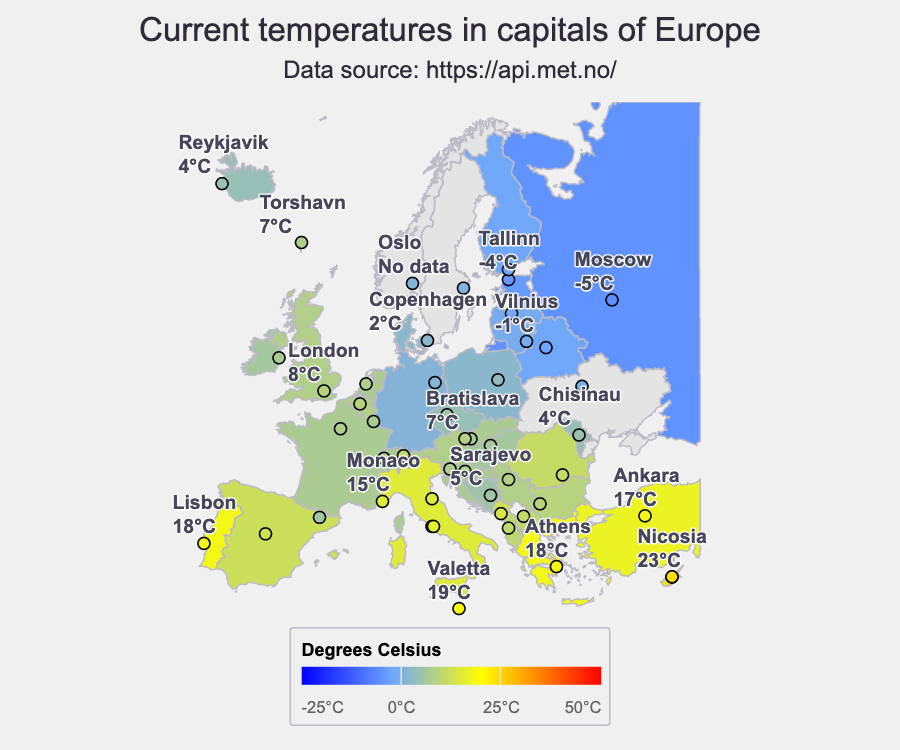 Current temperatures in capitals of Europe
Data source: https://api.met.no/
Reykjavik
4°C
Torshavn
7°C
Oslo
No data
Tallinn
-4°C
Moscow
-5°C
Copenhagen
2°C
Vilnius
-1°C
London
8°C
Bratislava
7°C
Chisinau
4°C
Monaco
15°C
Sarajevo
5°C
Ankara
17°C
Lisbon
18°C
Athens
18°C
Nicosia
23°C
Valetta
19°C
Degrees Celsius
-25°C 0°C 25°C 50°C